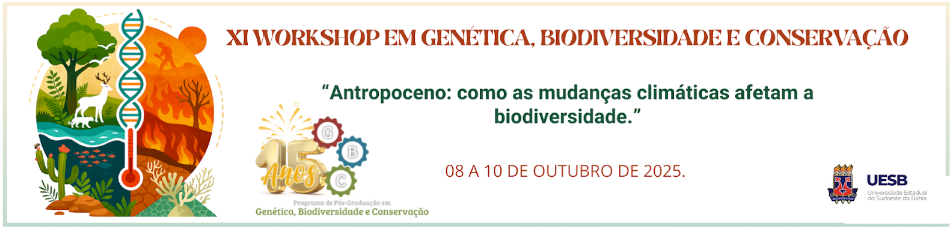 XI WORKSHOP EM GENÉTICA, BIODIVERSIDADE E CONSERVAÇÃO
“Antropoceno: como as mudanças climáticas afetam a
biodiversidade.”
15
Anos
G
B
C
Programa de Pós-Graduação em
Genética, Biodiversidade e Conservação
08 A 10 DE OUTUBRO DE 2025.
UESB
Universidade Estadual
do Sudoeste da Bahia